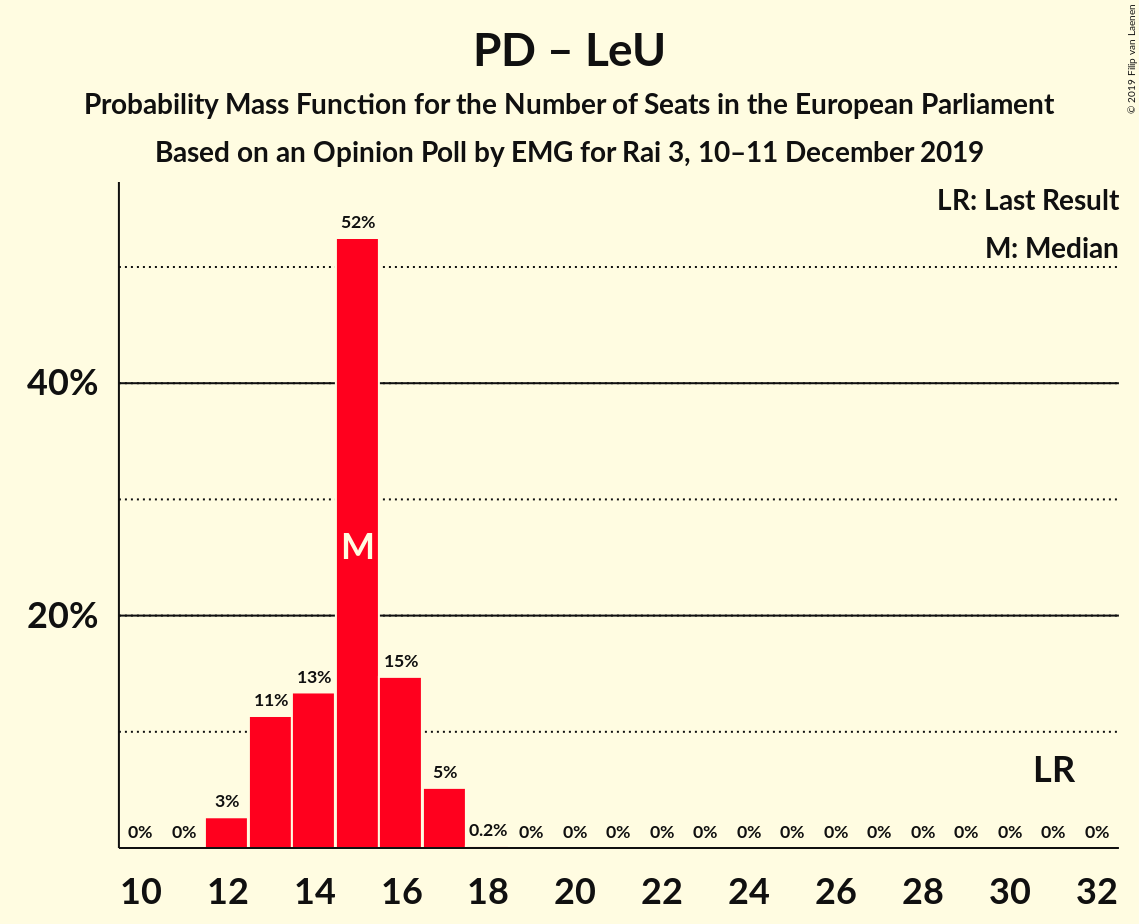 PD – LeU
Probability Mass Function for the Number of Seats in the European Parliament
Based on an Opinion Poll by EMG for Rai 3, 10–11 December 2019
© 2019 Filip van Laenen
LR: Last Result
M: Median
52%
40%
M
20%
15%
13%
11%
5%
LR
3%
0% 0% 0.2% 0% 0% 0% 0% 0% 0% 0% 0% 0% 0% 0% 0% 0% 0%
10 12 14 16 18 20 22 24 26 28 30 32